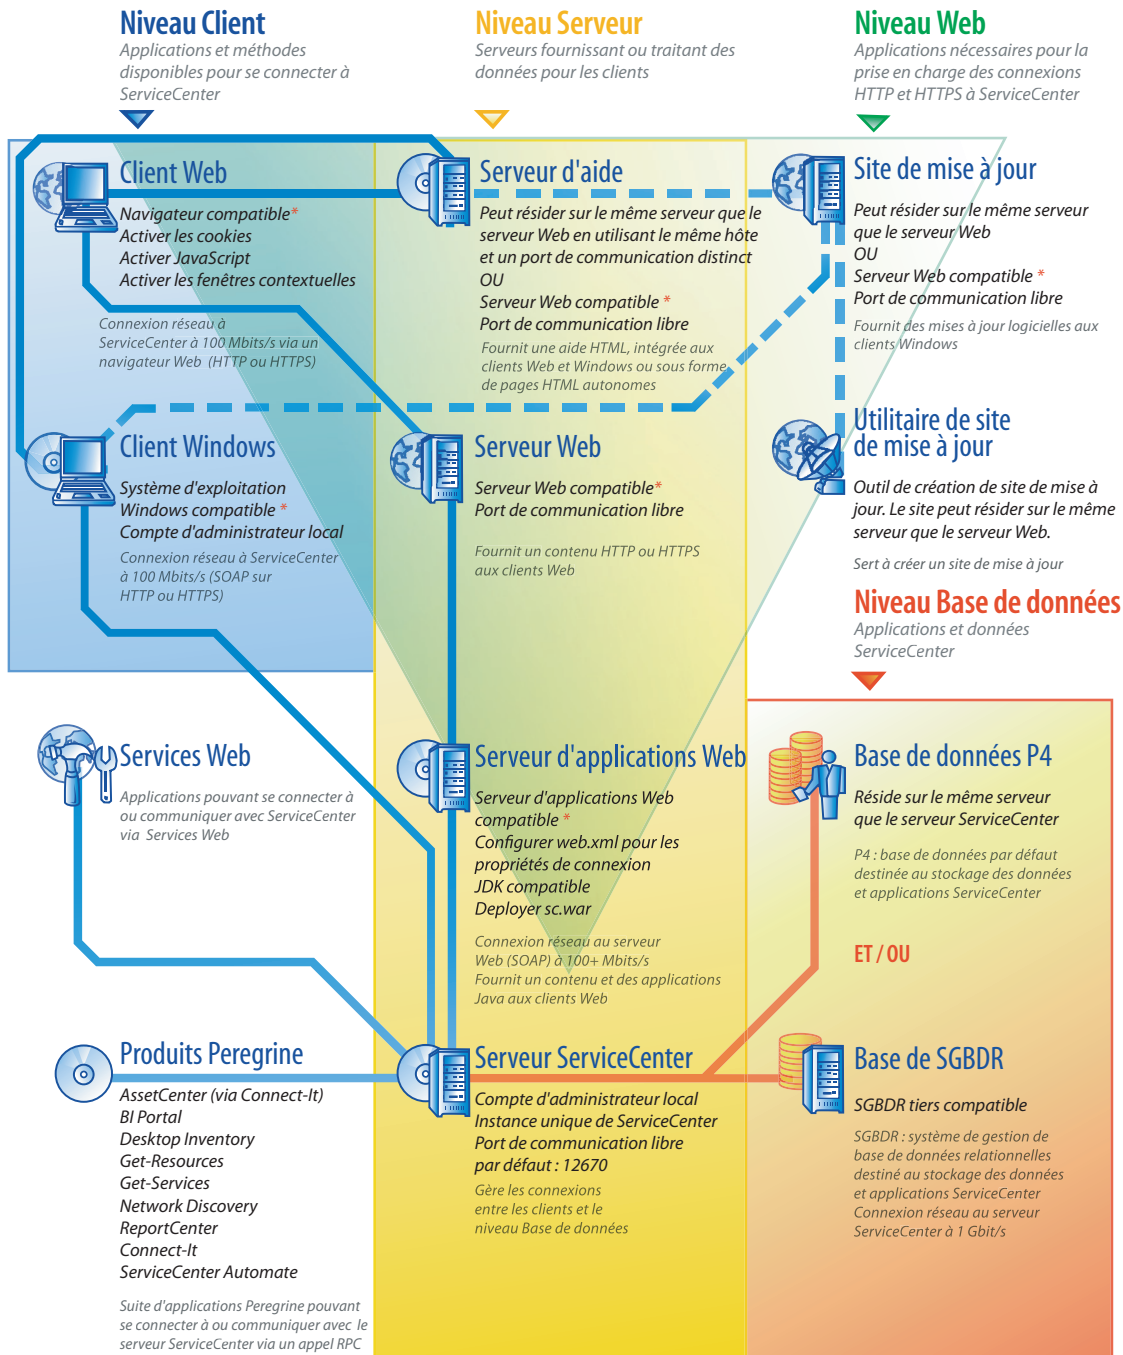 Niveau Client
Applications et méthodes
disponibles pour se connecter à
ServiceCenter
Niveau Serveur
Serveurs fournissant ou traitant des
données pour les clients
Niveau Web
Applications nécessaires pour la
prise en charge des connexions
HTTP et HTTPS à ServiceCenter
Client Web
Navigateur compatible*
Activer les cookies
Activer JavaScript
Activer les fenêtres contextuelles
Connexion réseau à
ServiceCenter à 100 Mbits/s via un
navigateur Web (HTTP ou HTTPS)
Serveur d'aide
Peut résider sur le même serveur que le
serveur Web en utilisant le même hôte
et un port de communication distinct
OU
Serveur Web compatible *
Port de communication libre
Fournit une aide HTML, intégrée aux
clients Web et Windows ou sous forme
de pages HTML autonomes
Site de mise à jour
Peut résider sur le même serveur
que le serveur Web
OU
Serveur Web compatible *
Port de communication libre
Fournit des mises à jour logicielles aux
clients Windows
Client Windows
Système d'exploitation
Windows compatible *
Compte d'administrateur local
Connexion réseau à ServiceCenter
à 100 Mbits/s (SOAP sur
HTTP ou HTTPS)
Serveur Web
Serveur Web compatible*
Port de communication libre
Fournit un contenu HTTP ou HTTPS
aux clients Web
Utilitaire de site
de mise à jour
Outil de création de site de mise à
jour. Le site peut résider sur le même
serveur que le serveur Web.
Sert à créer un site de mise à jour
Niveau Base de données
Applications et données
ServiceCenter
Services Web
Applications pouvant se connecter à
ou communiquer avec ServiceCenter
via Services Web
Serveur d'applications Web
Serveur d'applications Web
compatible *
Configurer web.xml pour les
propriétés de connexion
JDK compatible
Deployer sc.war
Connexion réseau au serveur
Web (SOAP) à 100+ Mbits/s
Fournit un contenu et des applications
Java aux clients Web
Base de données P4
Réside sur le même serveur
que le serveur ServiceCenter
P4 : base de données par défaut
destinée au stockage des données
et applications ServiceCenter
ET / OU
Produits Peregrine
AssetCenter (via Connect-It)
BI Portal
Desktop Inventory
Get-Resources
Get-Services
Network Discovery
ReportCenter
Connect-It
ServiceCenter Automate
Suite d'applications Peregrine pouvant
se connecter à ou communiquer avec le
serveur ServiceCenter via un appel RPC
Serveur ServiceCenter
Compte d'administrateur local
Instance unique de ServiceCenter
Port de communication libre
par défaut : 12670
Gère les connexions
entre les clients et le
niveau Base de données
Base de SGBDR
SGBDR tiers compatible
SGBDR : système de gestion de
base de données relationnelles
destiné au stockage des données
et applications ServiceCenter
Connexion réseau au serveur
ServiceCenter à 1 Gbit/s